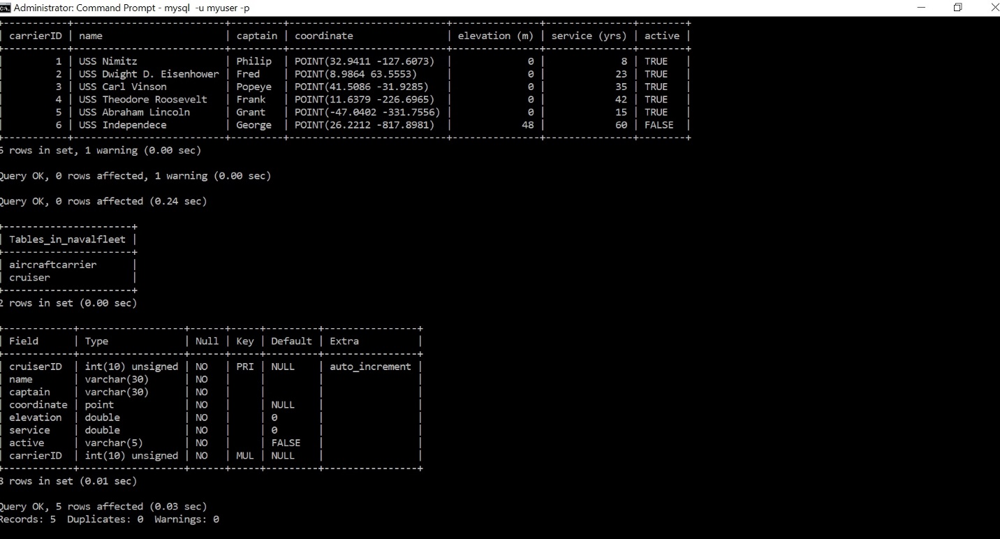 Administrator: Command Prompt - mysql  -u myuser -p
+-----------+-------------------------+---------+---------------------------+---------------+---------------+--------+
| carrierID | name                    | captain | coordinate                | elevation (m) | service (yrs) | active |
+-----------+-------------------------+---------+---------------------------+---------------+---------------+--------+
|         1 | USS Nimitz              | Philip  | POINT(32.9411 -127.6073)  |             0 |             8 | TRUE   |
|         2 | USS Dwight D. Eisenhower | Fred    | POINT(8.9864 63.5553)     |             0 |            23 | TRUE   |
|         3 | USS Carl Vinson         | Popeye  | POINT(41.5086 -31.9285)   |             0 |            35 | TRUE   |
|         4 | USS Theodore Roosevelt  | Frank   | POINT(11.6379 -226.6965)  |             0 |            42 | TRUE   |
|         5 | USS Abraham Lincoln     | Grant   | POINT(-47.0402 -331.7556) |             0 |            15 | TRUE   |
|         6 | USS Independece         | George  | POINT(26.2212 -817.8981)  |            48 |            60 | FALSE  |
+-----------+-------------------------+---------+---------------------------+---------------+---------------+--------+
6 rows in set, 1 warning (0.00 sec)
Query OK, 0 rows affected, 1 warning (0.00 sec)
Query OK, 0 rows affected (0.24 sec)
+----------------------+
| Tables_in_navalfleet |
+----------------------+
| aircraftcarrier      |
| cruiser              |
+----------------------+
2 rows in set (0.00 sec)
+------------+------------------+------+-----+---------+----------------+
| Field      | Type             | Null | Key | Default | Extra          |
+------------+------------------+------+-----+---------+----------------+
| cruiserID  | int(10) unsigned | NO   | PRI | NULL    | auto_increment |
| name       | varchar(30)      | NO   |     |         |                |
| captain    | varchar(30)      | NO   |     |         |                |
| coordinate | point            | NO   |     | NULL    |                |
| elevation  | double           | NO   |     | 0       |                |
| service    | double           | NO   |     | 0       |                |
| active     | varchar(5)       | NO   |     | FALSE   |                |
| carrierID  | int(10) unsigned | NO   | MUL | NULL    |                |
+------------+------------------+------+-----+---------+----------------+
8 rows in set (0.01 sec)
Query OK, 5 rows affected (0.03 sec)
Records: 5  Duplicates: 0  Warnings: 0